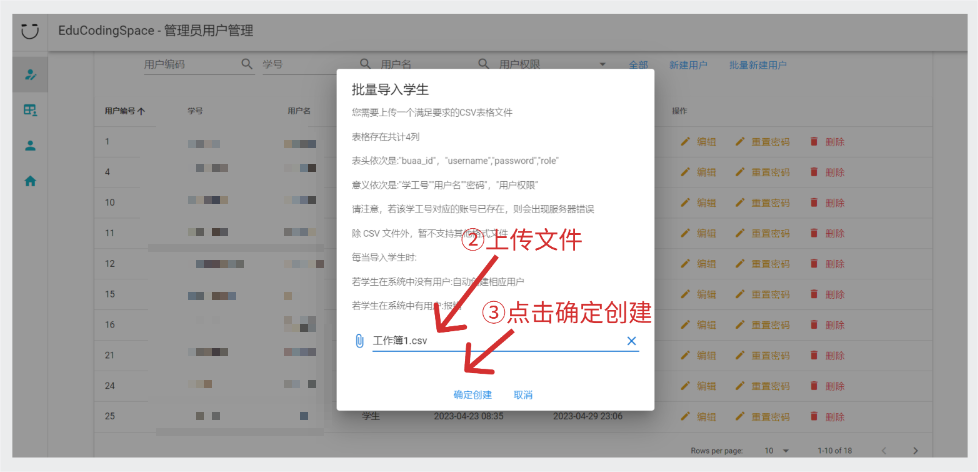 EduCodingSpace - 管理员用户管理
用户编码 学号 用户名 用户权限 全部 新建用户 批量新建用户
批量导入学生
您需要上传一个满足要求的CSV表格文件
表格存在共计4列
表头依次是:"buaa_id"，"username","password","role"
意义依次是:"学工号""用户名""密码"，"用户权限"
请注意，若该学工号对应的账号已存在，则会出现服务器错误
除 CSV 文件外，暂不支持其他格式文件
②上传文件
每当导入学生时:
若学生在系统中没有用户:自动创建相应用户
若学生在系统中有用户:报错
③点击确定创建
工作簿1.csv
确定创建 取消
用户编号 学号 用户名 操作
1 编辑 重置密码 删除
4 编辑 重置密码 删除
10 编辑 重置密码 删除
11 编辑 重置密码 删除
12 编辑 重置密码 删除
15 编辑 重置密码 删除
16 编辑 重置密码 删除
21 编辑 重置密码 删除
24 编辑 重置密码 删除
25 学生 2023-04-23 08:35 2023-04-29 23:06 编辑 重置密码 删除
Rows per page: 10 1-10 of 18